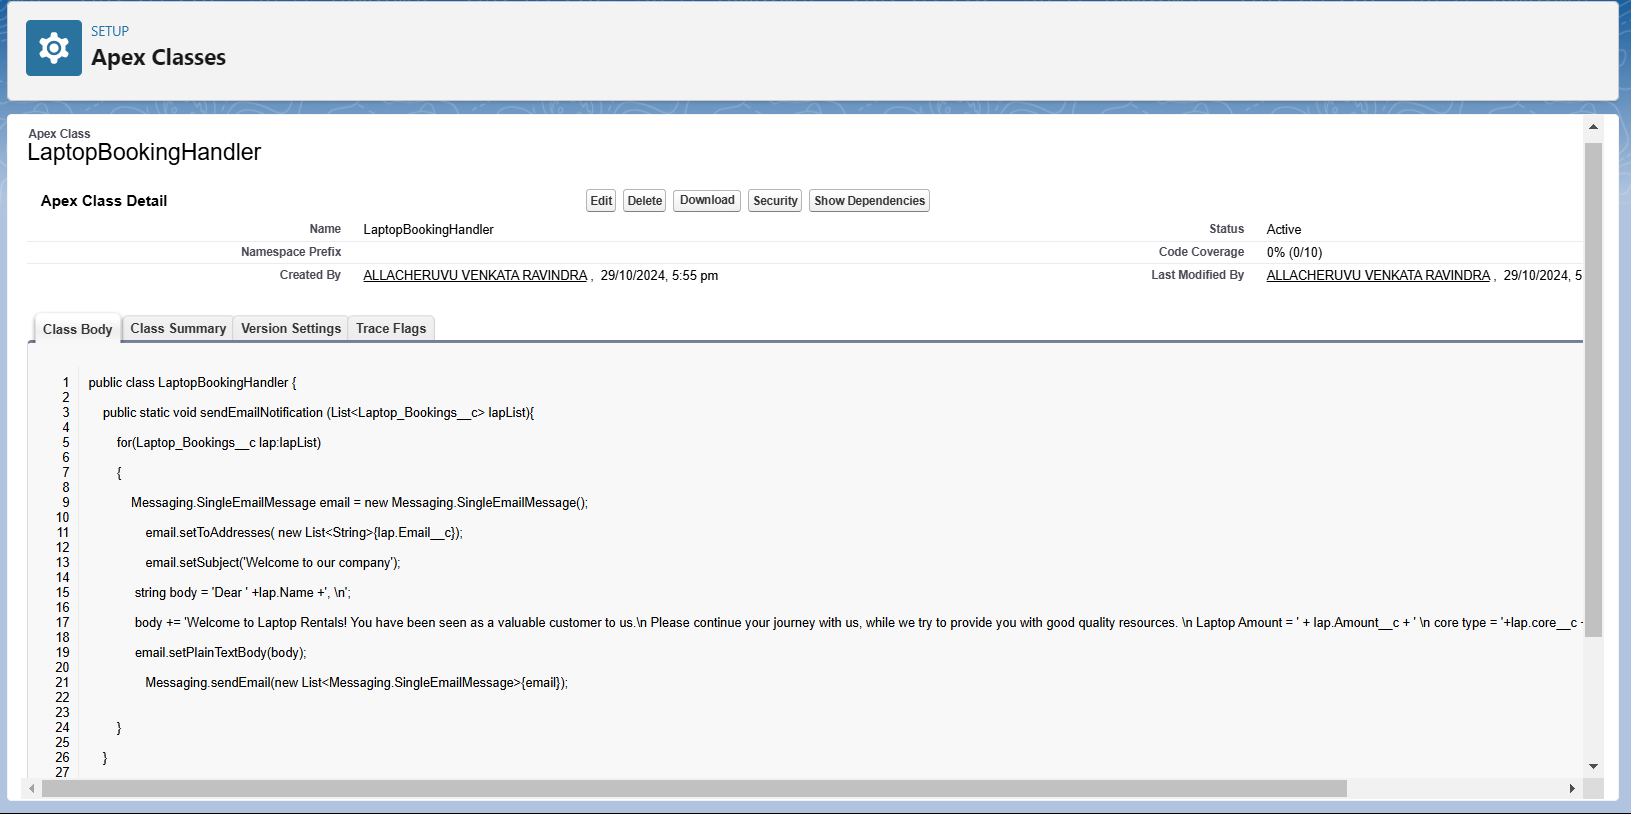 SETUP
Apex Classes
Apex Class
LaptopBookingHandler
Apex Class Detail
Edit
Delete
Download
Security
Show Dependencies
Name LaptopBookingHandler
Status Active
Namespace Prefix
Code Coverage 0% (0/10)
Created By ALLACHERUVU VENKATA RAVINDRA , 29/10/2024, 5:55 pm
Last Modified By ALLACHERUVU VENKATA RAVINDRA , 29/10/2024, 5
Class Body
Class Summary
Version Settings
Trace Flags
1 public class LaptopBookingHandler {
2
3 public static void sendEmailNotification (List<Laptop_Bookings__c> lapList){
4
5 for(Laptop_Bookings__c lap:lapList)
6
7 {
8
9 Messaging.SingleEmailMessage email = new Messaging.SingleEmailMessage();
10
11 email.setToAddresses( new List<String>{lap.Email__c});
12
13 email.setSubject('Welcome to our company');
14
15 string body = 'Dear ' +lap.Name +', \n';
16
17 body += 'Welcome to Laptop Rentals! You have been seen as a valuable customer to us.\n Please continue your journey with us, while we try to provide you with good quality resources. \n Laptop Amount = ' + lap.Amount__c + ' \n core type = '+lap.core__c
18
19 email.setPlainTextBody(body);
20
21 Messaging.sendEmail(new List<Messaging.SingleEmailMessage>{email});
22
23
24 }
25
26 }
27